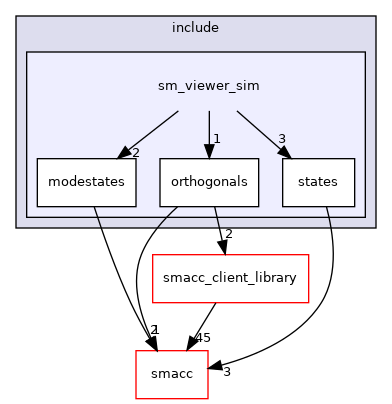 include
sm_viewer_sim
1
3
2
modestates
orthogonals
states
2
smacc_client_library
2
1
45
3
smacc